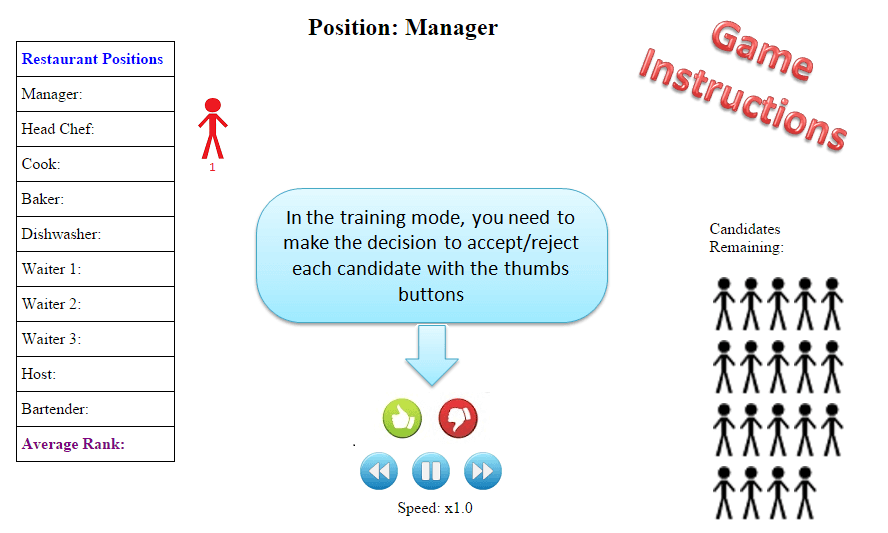 Position: Manager
Game
Instructions
Restaurant Positions
Manager:
Head Chef:
Cook:
Baker:
Dishwasher:
Waiter 1:
Waiter 2:
Waiter 3:
Host:
Bartender:
Average Rank:
1
In the training mode, you need to
make the decision to accept/reject
each candidate with the thumbs
buttons
Candidates
Remaining:
Speed: x1.0